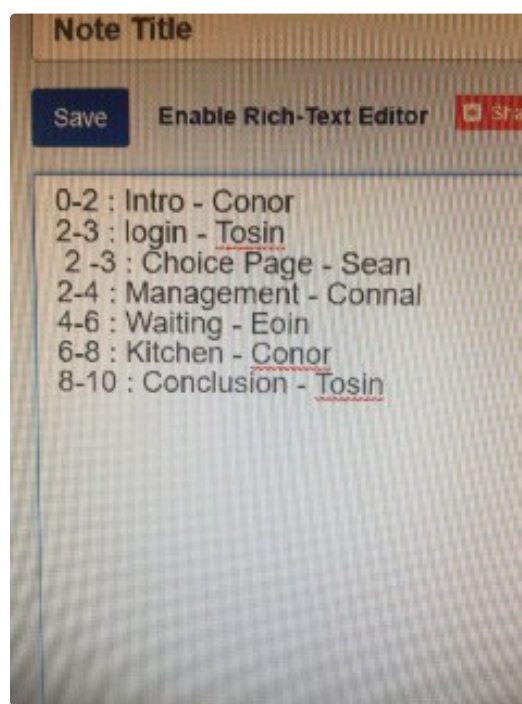 Note Title
Save Enable Rich-Text Editor
0-2 : Intro - Conor
2-3 : login - Tosin
2 -3 : Choice Page - Sean
2-4 : Management - Connal
4-6 : Waiting - Eoin
6-8 : Kitchen - Conor
8-10 : Conclusion - Tosin